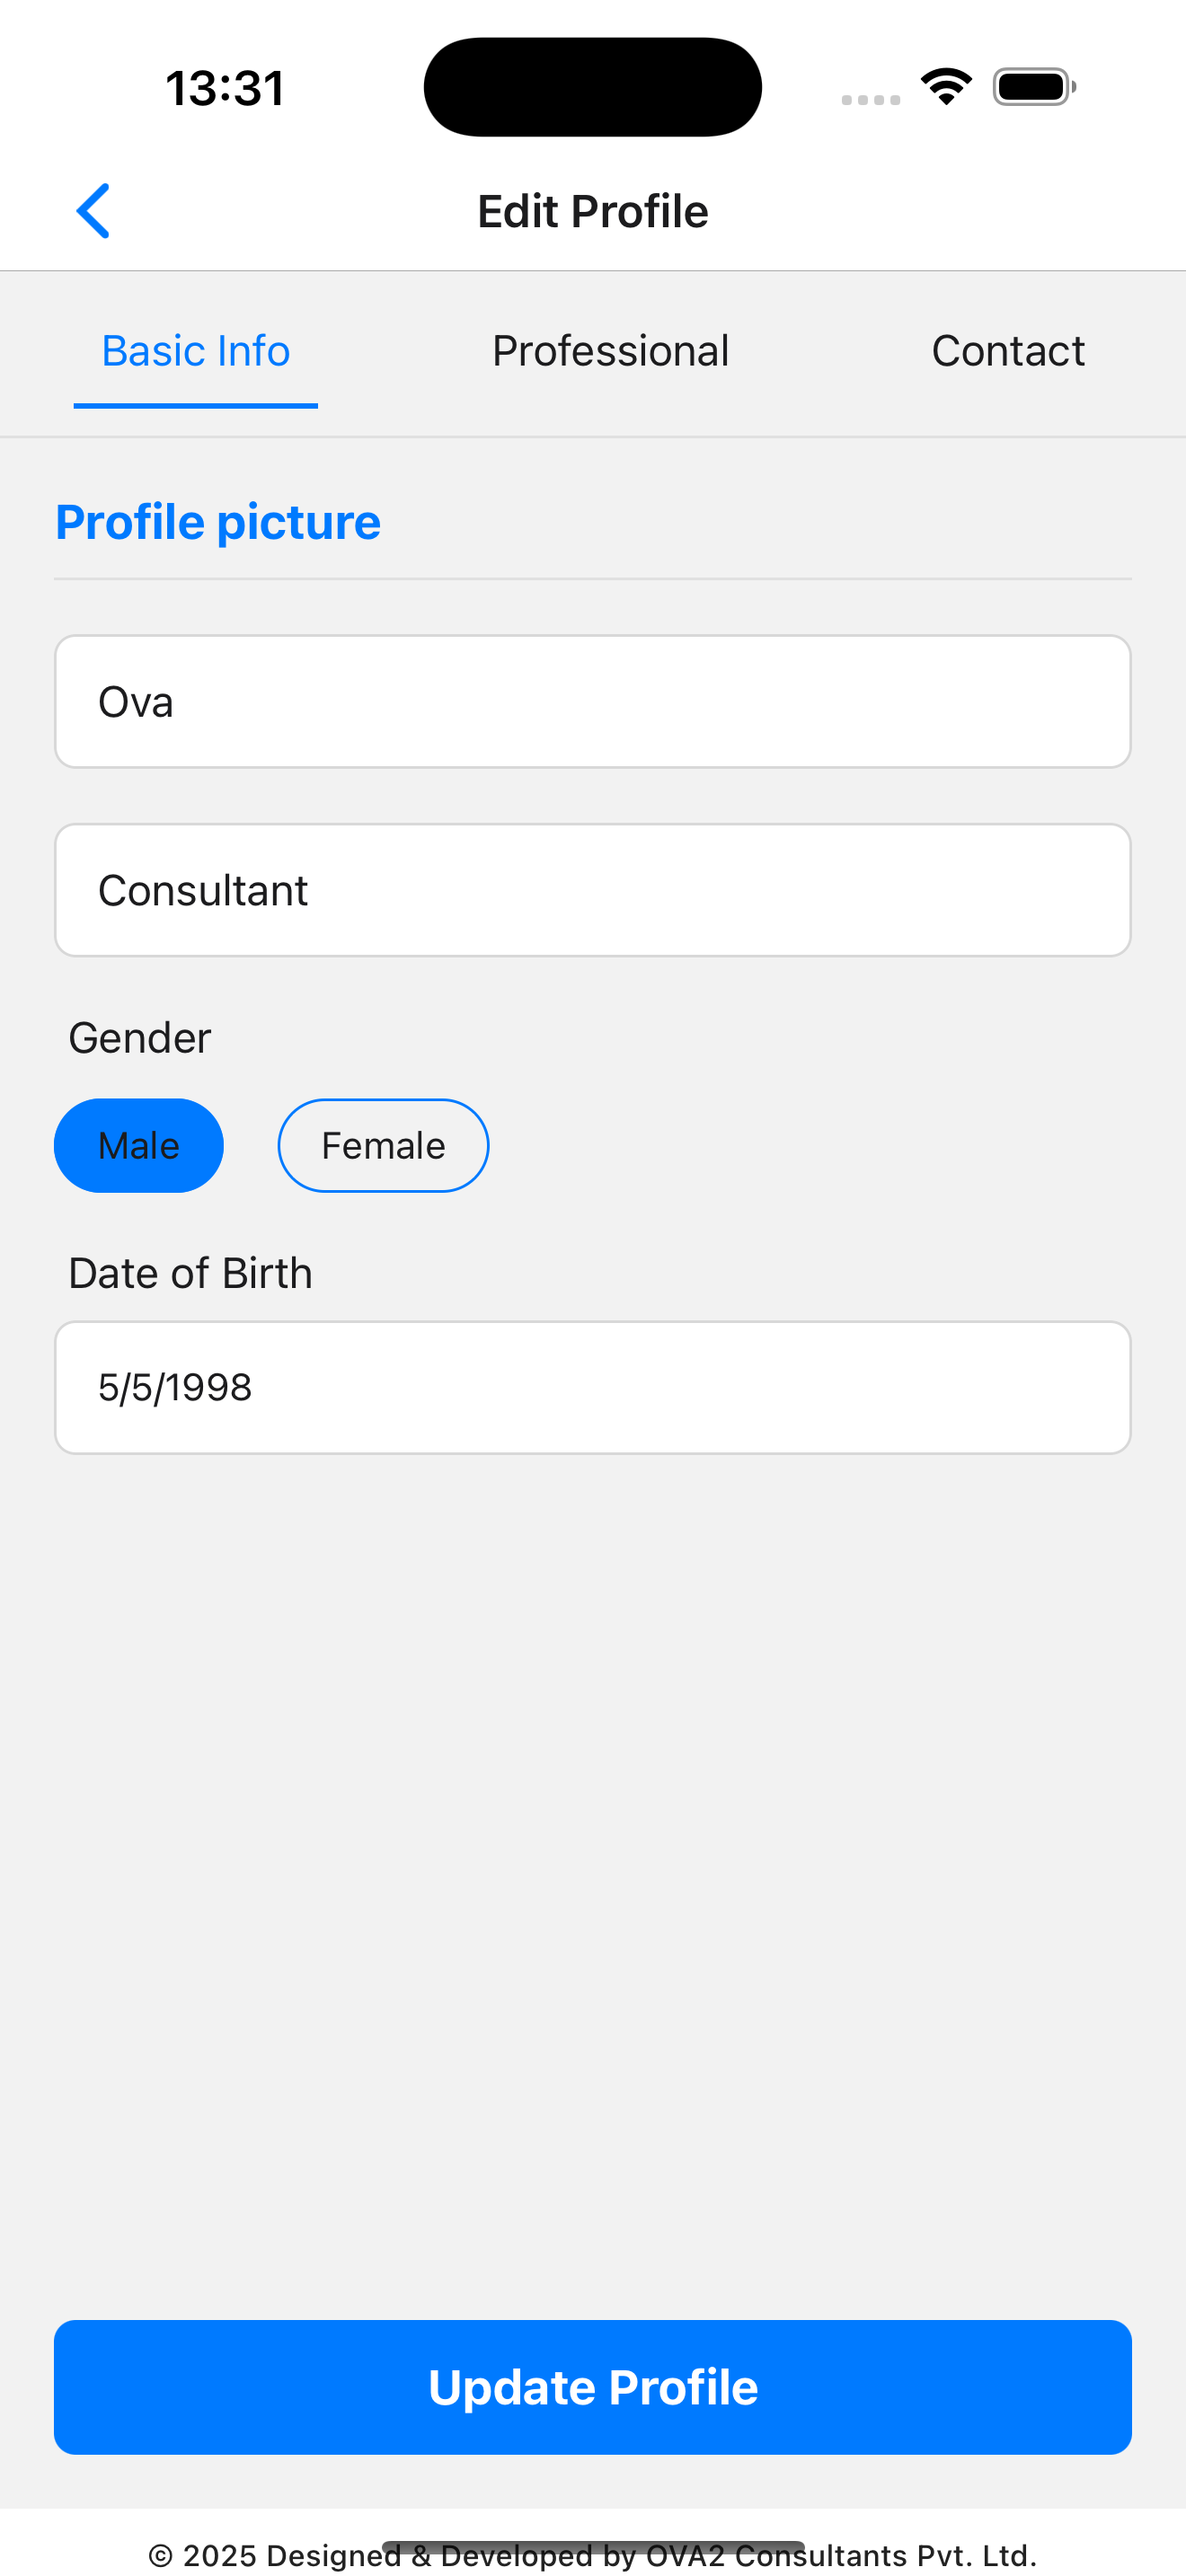 13:31
Edit Profile
Basic Info Professional Contact
Profile picture
Ova
Consultant
Gender
Male Female
Date of Birth
5/5/1998
Update Profile
© 2025 Designed & Developed by OVA2 Consultants Pvt. Ltd.